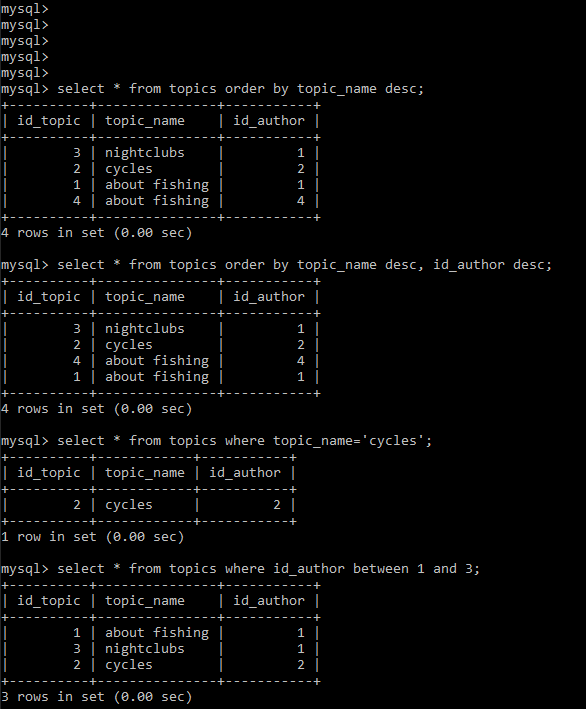 mysql>
mysql>
mysql>
mysql>
mysql>
mysql> select * from topics order by topic_name desc;
+----------+---------------+-----------+
| id_topic | topic_name    | id_author |
+----------+---------------+-----------+
|        3 | nightclubs    |         1 |
|        2 | cycles        |         2 |
|        1 | about fishing |         1 |
|        4 | about fishing |         4 |
+----------+---------------+-----------+
4 rows in set (0.00 sec)

mysql> select * from topics order by topic_name desc, id_author desc;
+----------+---------------+-----------+
| id_topic | topic_name    | id_author |
+----------+---------------+-----------+
|        3 | nightclubs    |         1 |
|        2 | cycles        |         2 |
|        4 | about fishing |         4 |
|        1 | about fishing |         1 |
+----------+---------------+-----------+
4 rows in set (0.00 sec)

mysql> select * from topics where topic_name='cycles';
+----------+------------+-----------+
| id_topic | topic_name | id_author |
+----------+------------+-----------+
|        2 | cycles     |         2 |
+----------+------------+-----------+
1 row in set (0.00 sec)

mysql> select * from topics where id_author between 1 and 3;
+----------+---------------+-----------+
| id_topic | topic_name    | id_author |
+----------+---------------+-----------+
|        1 | about fishing |         1 |
|        3 | nightclubs    |         1 |
|        2 | cycles        |         2 |
+----------+---------------+-----------+
3 rows in set (0.00 sec)